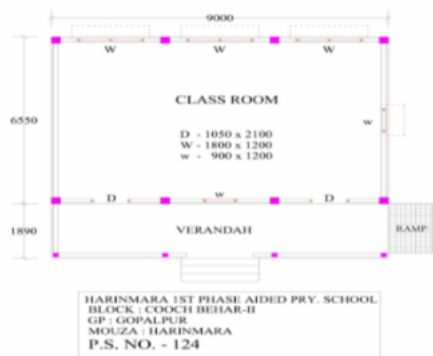 9000
W W W
6550
CLASS ROOM
D - 1050 x 2100
W - 1800 x 1200
w - 900 x 1200
w
D w D
1890
VERANDAH
RAMP
HARINMARA 1ST PHASE AIDED PRY. SCHOOL
BLOCK : COOCH BEHAR-II
GP : GOPALPUR
MOUZA : HARINMARA
P.S. NO. - 124